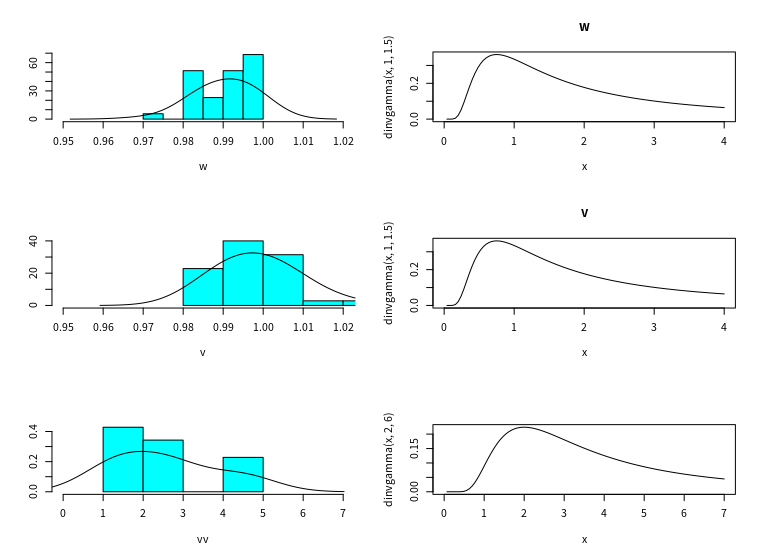 0 30 60
0.95 0.96 0.97 0.98 0.99 1.00 1.02
w
W
dinvgamma(x, 1, 1.5)
0.0 0.2
0 1 2 3 4
x
0 20 40
0.95 0.96 0.97 0.98 0.99 1.00 1.01 1.02
v
V
dinvgamma(x, 1, 1.5)
0.0 0.2
0 1 2 3 4
x
0.0 0.2 0.4
0 1 2 3 4 5 6 7
vv
dinvgamma(x, 2, 6)
0.00 0.15
0 1 2 3 4 5 6 7
x